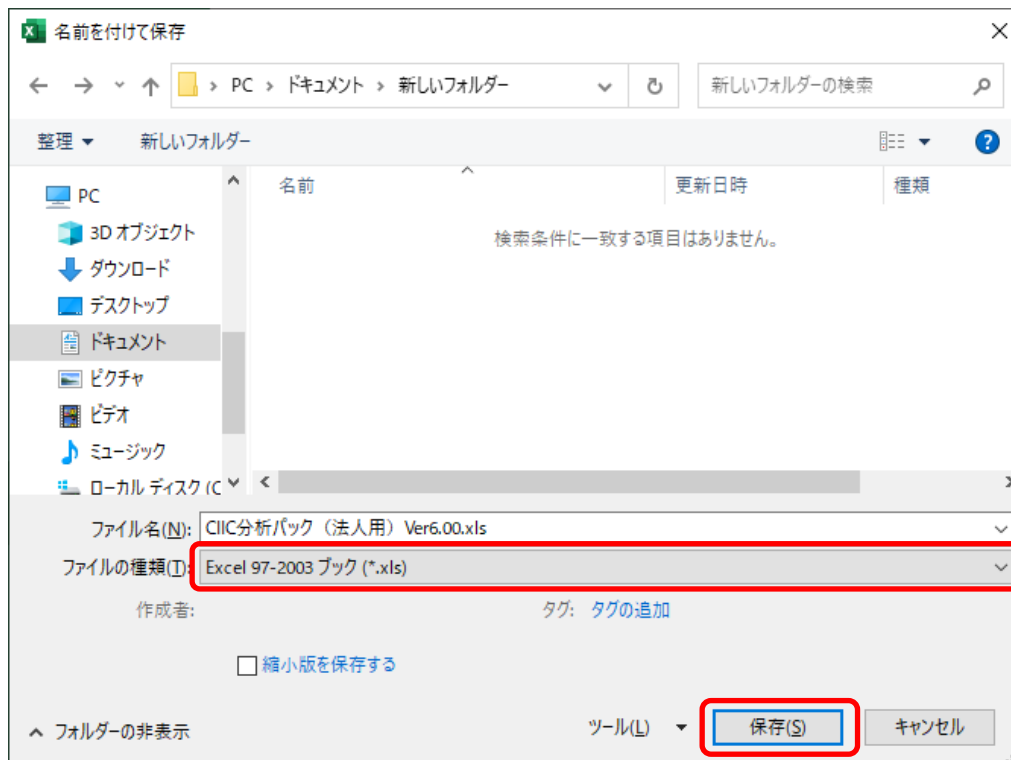 名前を付けて保存
PC › ドキュメント › 新しいフォルダー
新しいフォルダーの検索
整理
新しいフォルダー
名前
更新日時
種類
検索条件に一致する項目はありません。
PC
3D オブジェクト
ダウンロード
デスクトップ
ドキュメント
ピクチャ
ビデオ
ミュージック
ローカル ディスク (C
ファイル名(N): CIIC分析パック（法人用）Ver6.00.xls
ファイルの種類(T): Excel 97-2003 ブック (*.xls)
作成者:
タグ: タグの追加
縮小版を保存する
フォルダーの非表示
ツール(L)
保存(S)
キャンセル